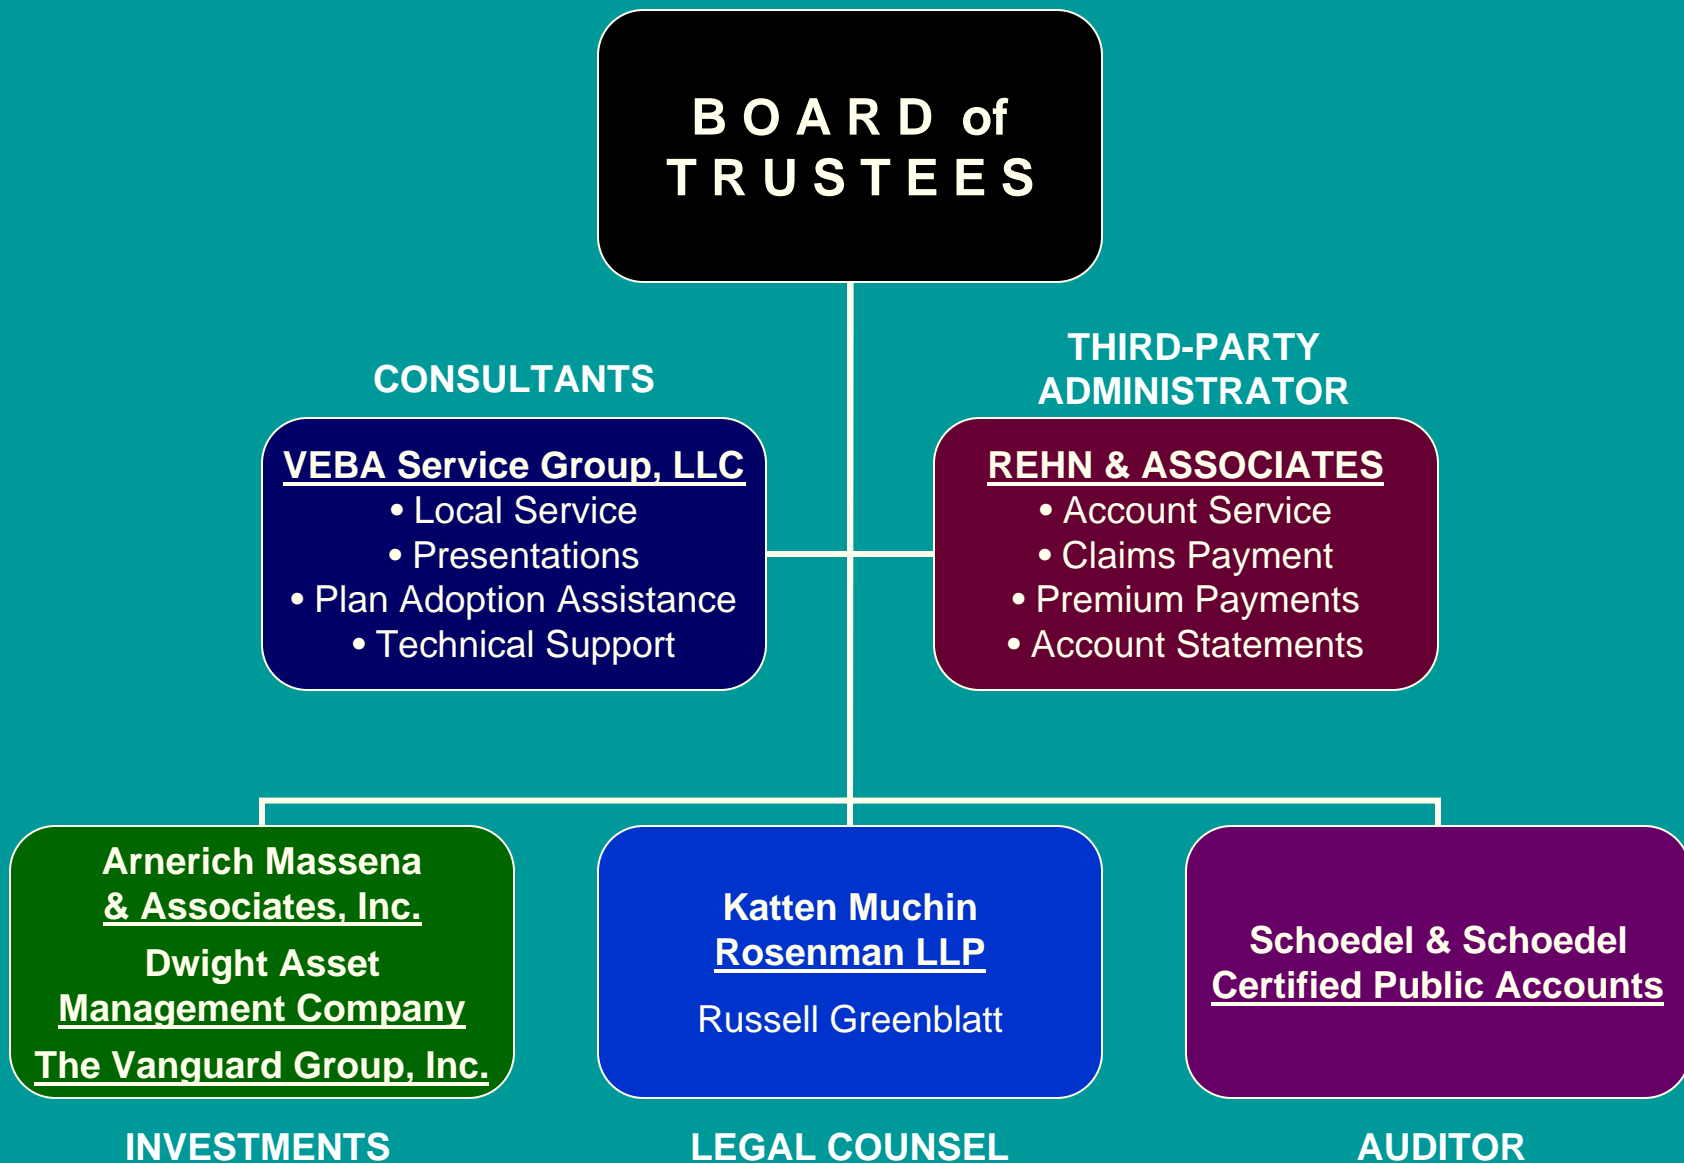 B O A R D of
T R U S T E E S
CONSULTANTS
VEBA Service Group, LLC
• Local Service
• Presentations
• Plan Adoption Assistance
• Technical Support
THIRD-PARTY
ADMINISTRATOR
REHN & ASSOCIATES
• Account Service
• Claims Payment
• Premium Payments
• Account Statements
Arnerich Massena
& Associates, Inc.
Dwight Asset
Management Company
The Vanguard Group, Inc.
INVESTMENTS
Katten Muchin
Rosenman LLP
Russell Greenblatt
LEGAL COUNSEL
Schoedel & Schoedel
Certified Public Accounts
AUDITOR